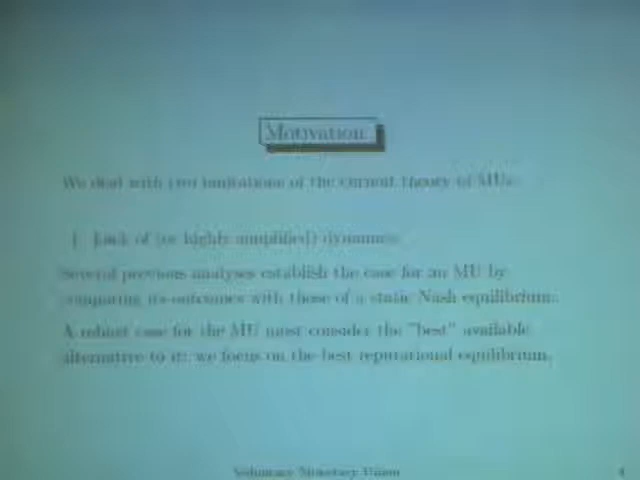 Motivation
We deal with two limitations of the current theory of MUs:
1. Lack of (or highly simplified) dynamics.
Several previous analyses establish the case for an MU by
comparing its outcomes with those of a static Nash equilibrium.
A robust case for the MU must consider the "best" available
alternative to it: we focus on the best reputational equilibrium.
Voluntary Monetary Union